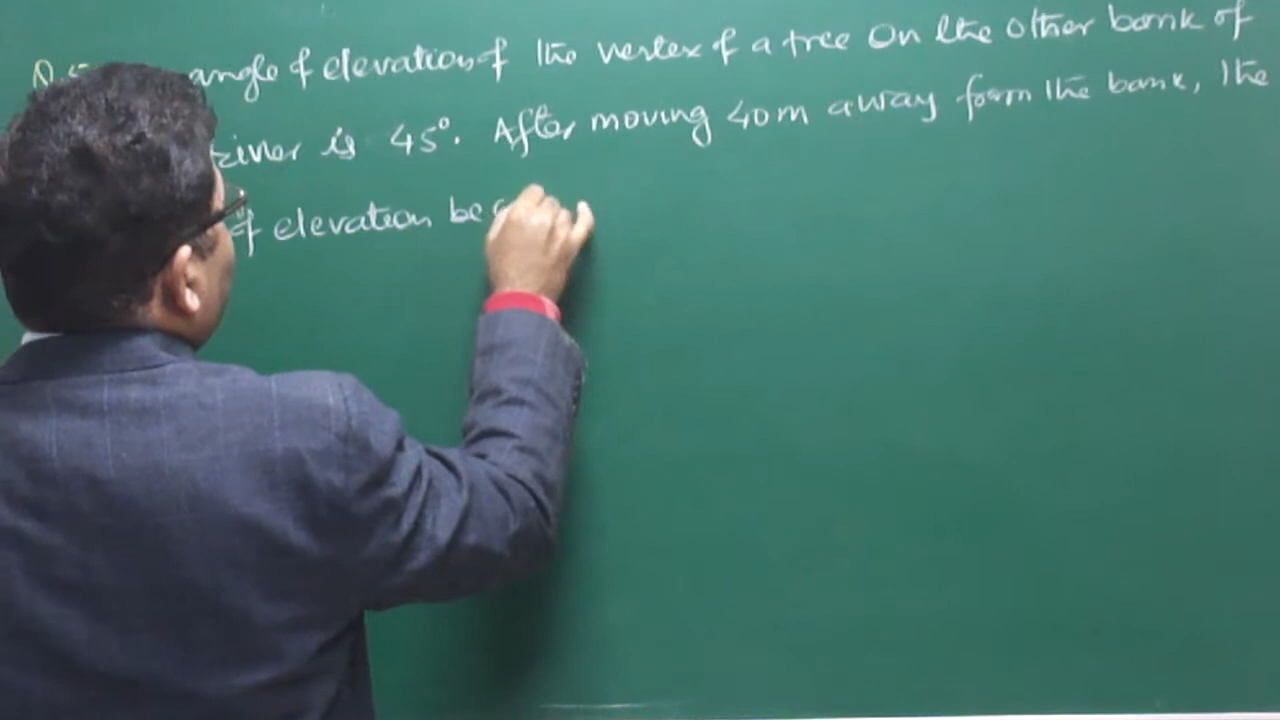 angle of elevation of the vertex of a tree on the other bank of
river is 45°. After moving 40m away from the bank, the
of elevation be